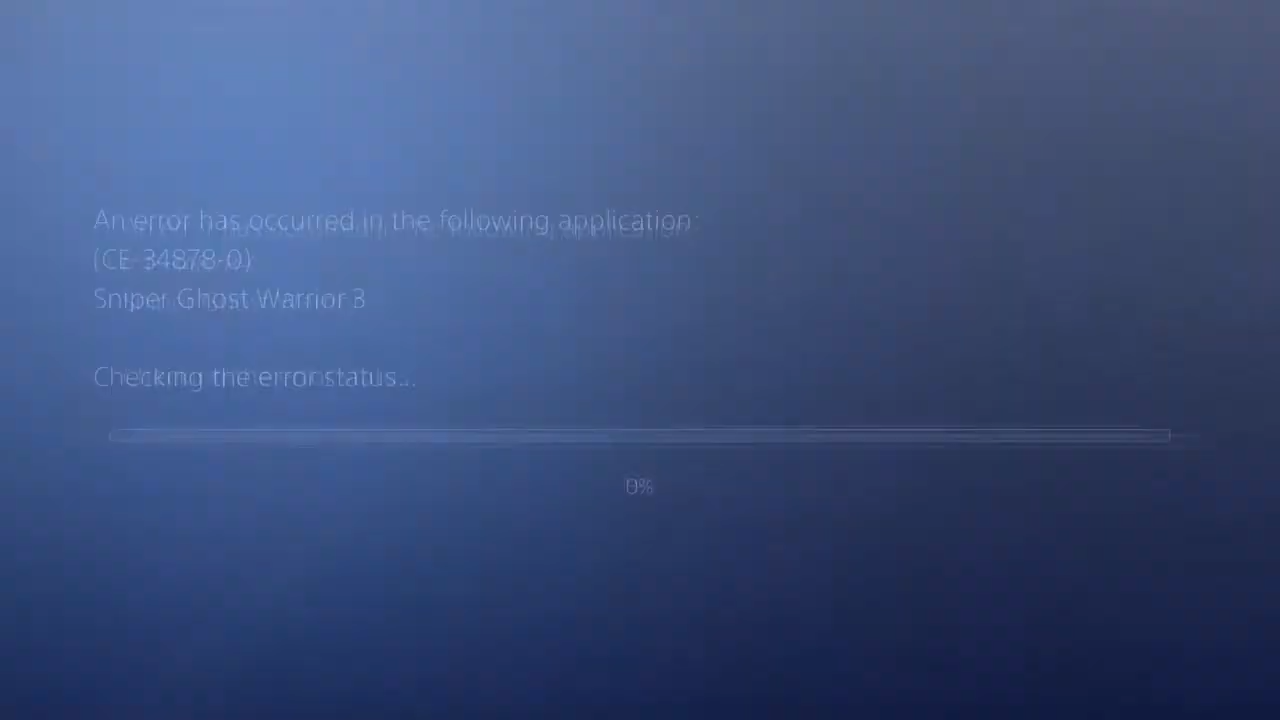 An error has occurred in the following application:
(CE-34878-0)
Sniper Ghost Warrior 3
Checking the error status...
0%